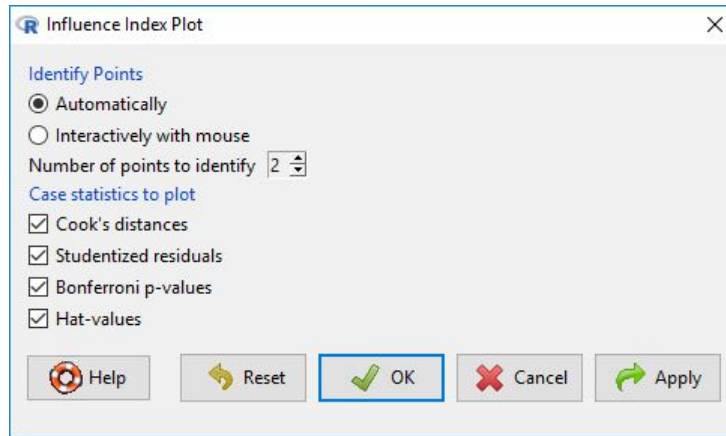 R Influence Index Plot
Identify Points
Automatically
Interactively with mouse
Number of points to identify 2
Case statistics to plot
Cook's distances
Studentized residuals
Bonferroni p-values
Hat-values
Help Reset OK Cancel Apply